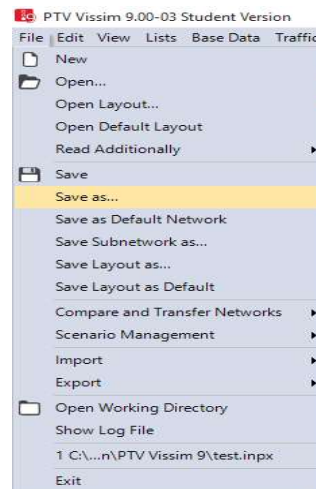 PTV Vissim 9.00-03 Student Version
File Edit View Lists Base Data Traffic
New
Open...
Open Layout...
Open Default Layout
Read Additionally
Save
Save as...
Save as Default Network
Save Subnetwork as...
Save Layout as...
Save Layout as Default
Compare and Transfer Networks
Scenario Management
Import
Export
Open Working Directory
Show Log File
1 C:\...n\PTV Vissim 9\test.inpx
Exit